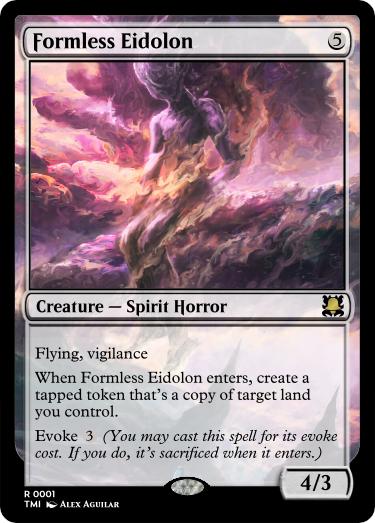 Formless Eidolon 5
Creature — Spirit Horror
Flying, vigilance
When Formless Eidolon enters, create a
tapped token that's a copy of target land
you control.
Evoke 3 (You may cast this spell for its evoke
cost. If you do, it's sacrificed when it enters.)
4/3
R 0001
TMI Alex Aguilar